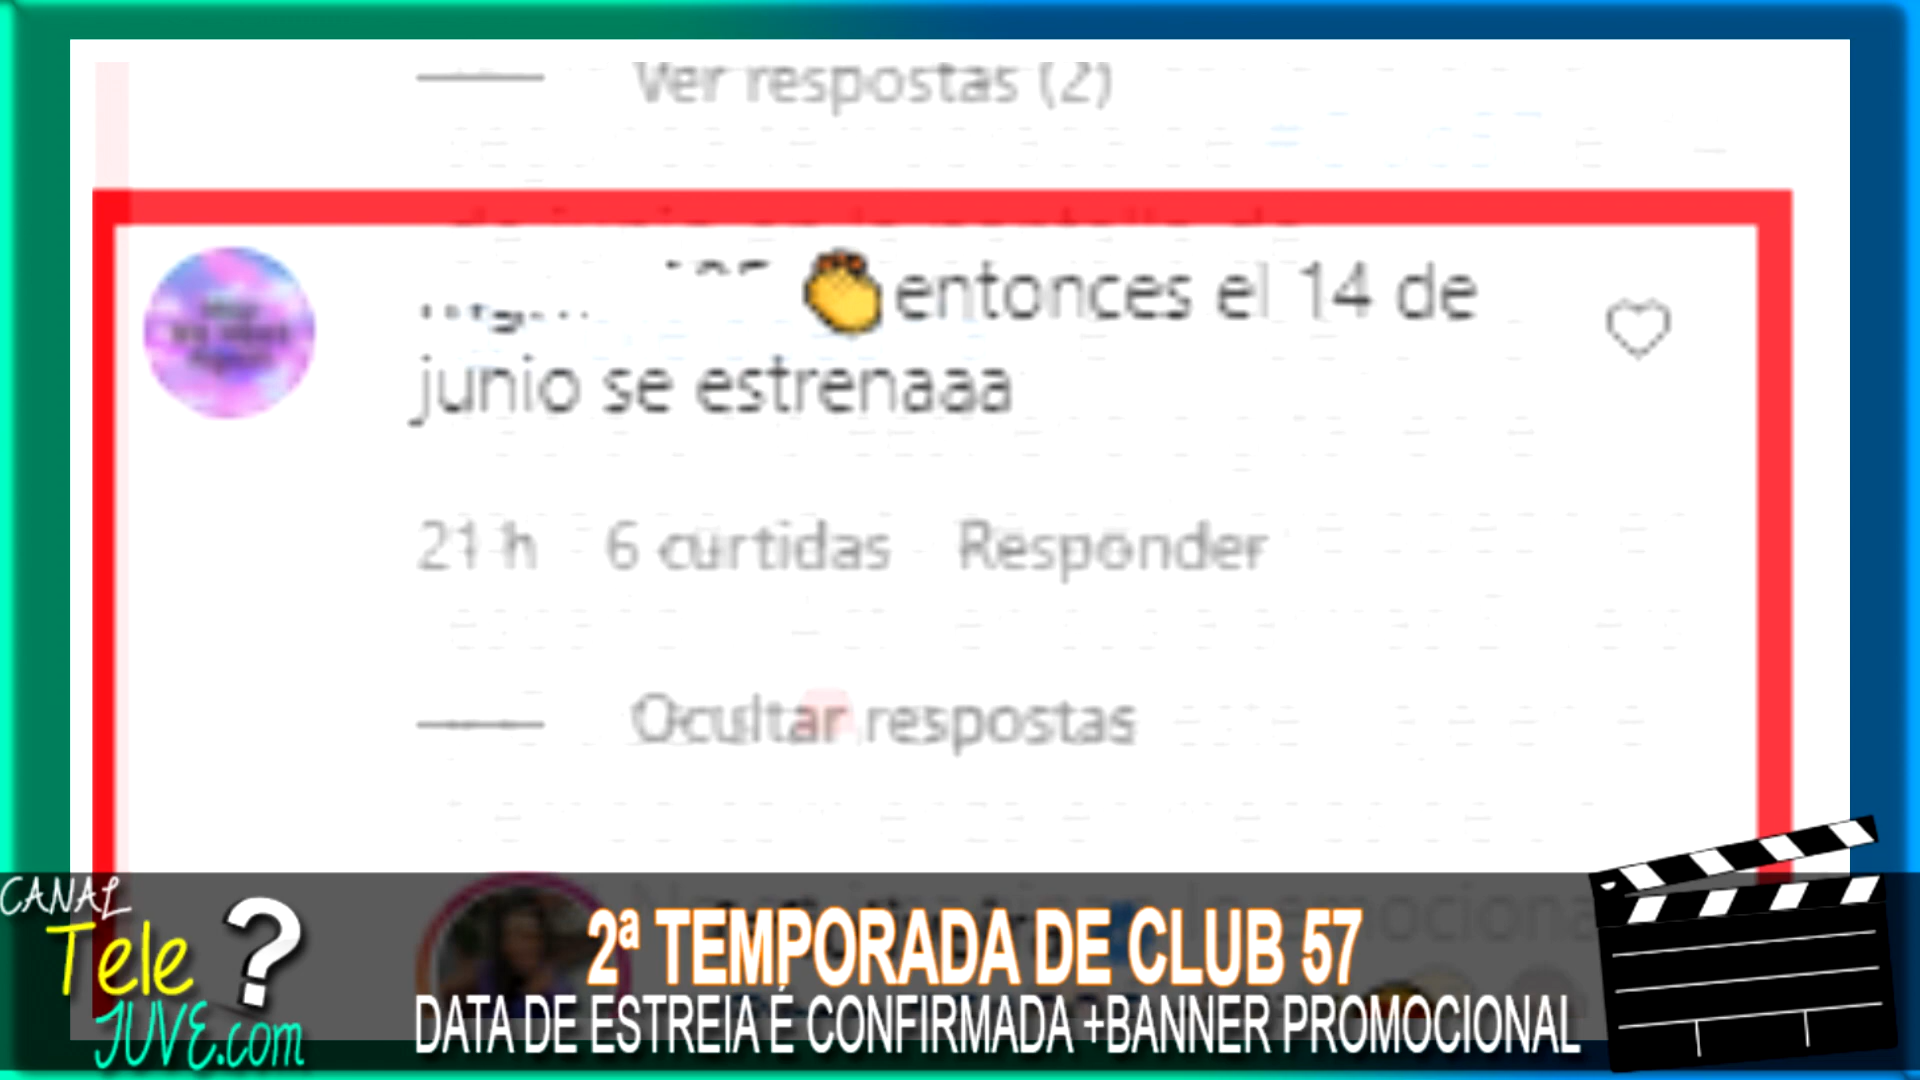 Ver respostas (2)
👏 entonces el 14 de
junio se estrenaaa
21 h 6 curtidas Responder
Ocultar respostas
CANAL
Tele ?
JUVE.com
2ª TEMPORADA DE CLUB 57
DATA DE ESTREIA É CONFIRMADA +BANNER PROMOCIONAL